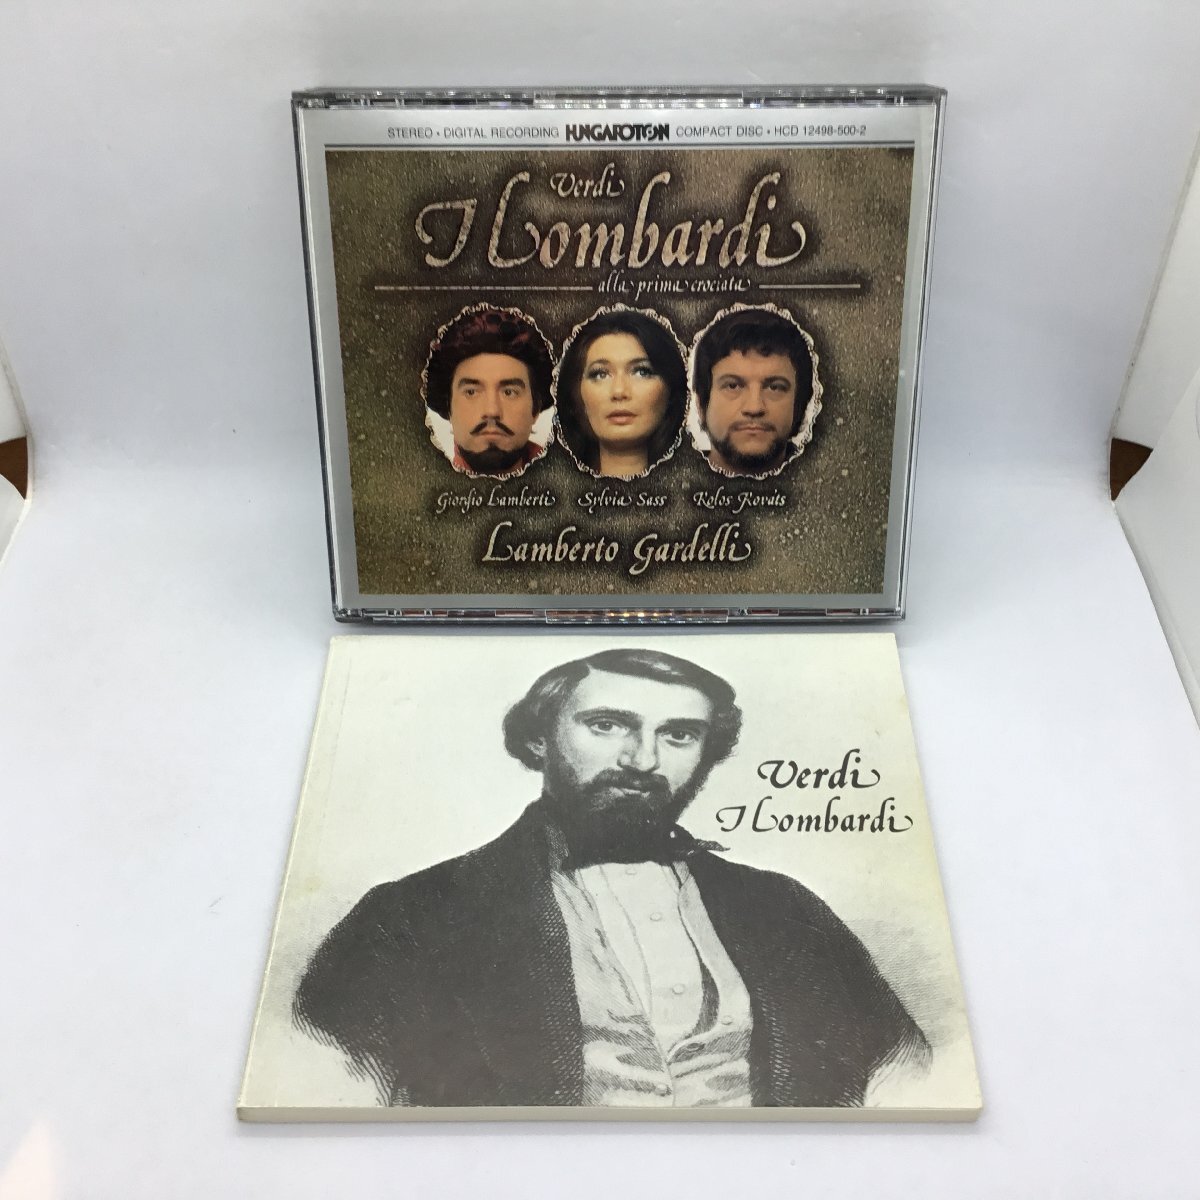 STEREO • DIGITAL RECORDING HUNGAROTON COMPACT DISC • HCD 12498-500-2
Verdi
I Lombardi
alla prima crociata
Giorgio Lamberti Sylvia Sass Kolos Kováts
Lamberto Gardelli
Verdi
I Lombardi